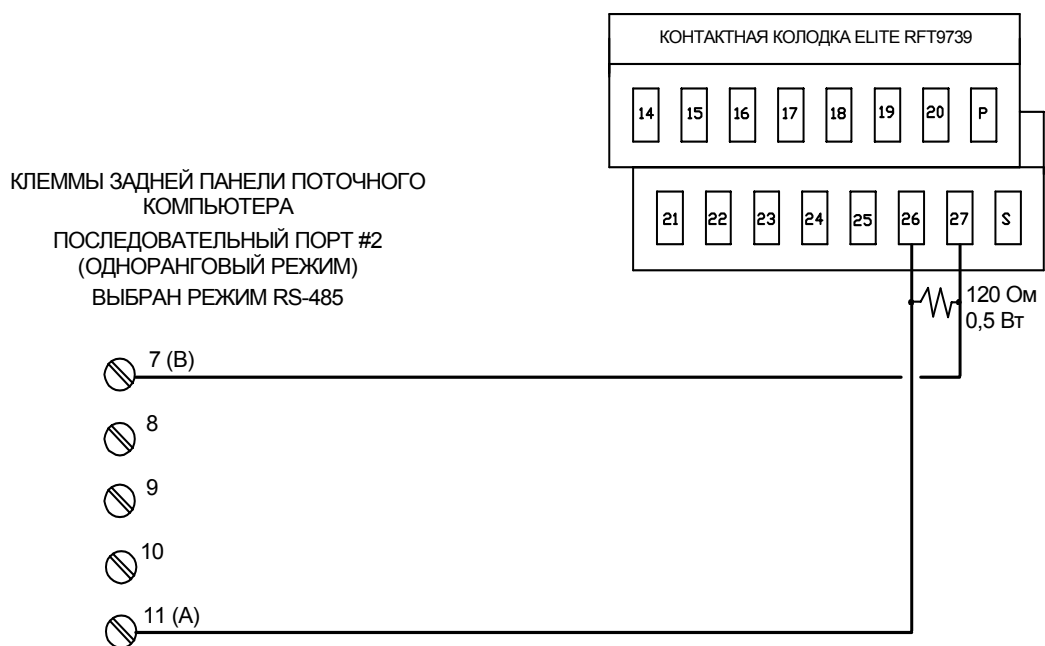 КОНТАКТНАЯ КОЛОДКА ELITE RFT9739
14 15 16 17 18 19 20 P
21 22 23 24 25 26 27 S
КЛЕММЫ ЗАДНЕЙ ПАНЕЛИ ПОТОЧНОГО
КОМПЬЮТЕРА
ПОСЛЕДОВАТЕЛЬНЫЙ ПОРТ #2
(ОДНОРАНГОВЫЙ РЕЖИМ)
ВЫБРАН РЕЖИМ RS-485
120 Ом
0,5 Вт
7 (B)
8
9
10
11 (A)